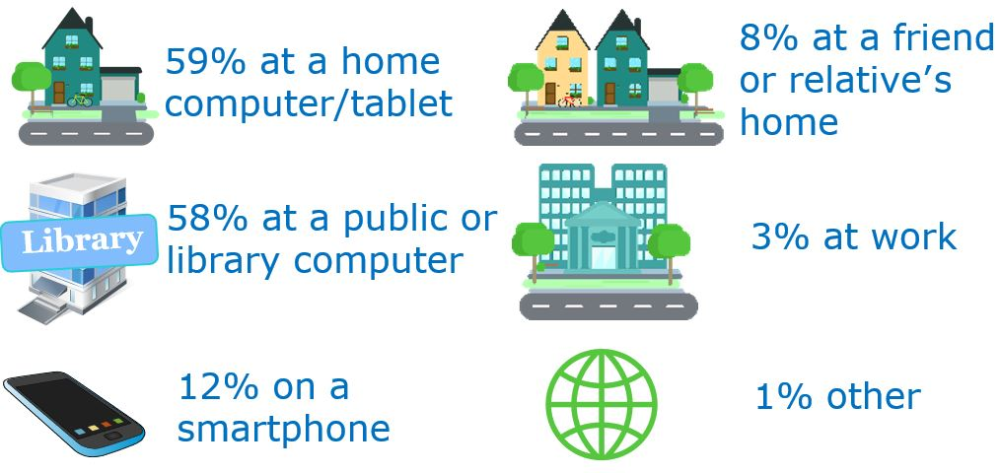 59% at a home
computer/tablet
8% at a friend
or relative’s
home
Library
58% at a public or
library computer
3% at work
12% on a
smartphone
1% other